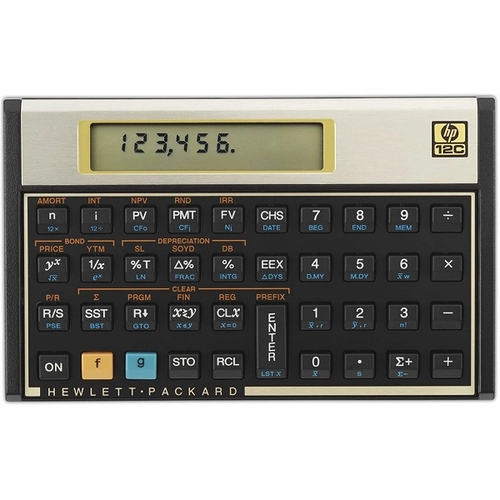 123,456.
hp
12C
AMORT INT NPV RND IRR
n i PV PMT FV CHS 7 8 9 ÷
12× 12÷ CFo CFj Nj DATE BEG END MEM
BOND DEPRECIATION
PRICE YTM SL SOYD DB
yˣ 1/x %T Δ% % EEX 4 5 6 ×
√x eˣ LN FRAC INTG ΔDYS D.MY M.DY x̄w
CLEAR
P/R Σ PRGM FIN REG PREFIX
R/S SST R↓ x≷y CLx ENTER 1 2 3 −
PSE BST GTO x≤y x=0 x̂,r ŷ,r n!
ON f g STO RCL 0 • Σ+ +
LST x x̄ s Σ−
HEWLETT·PACKARD